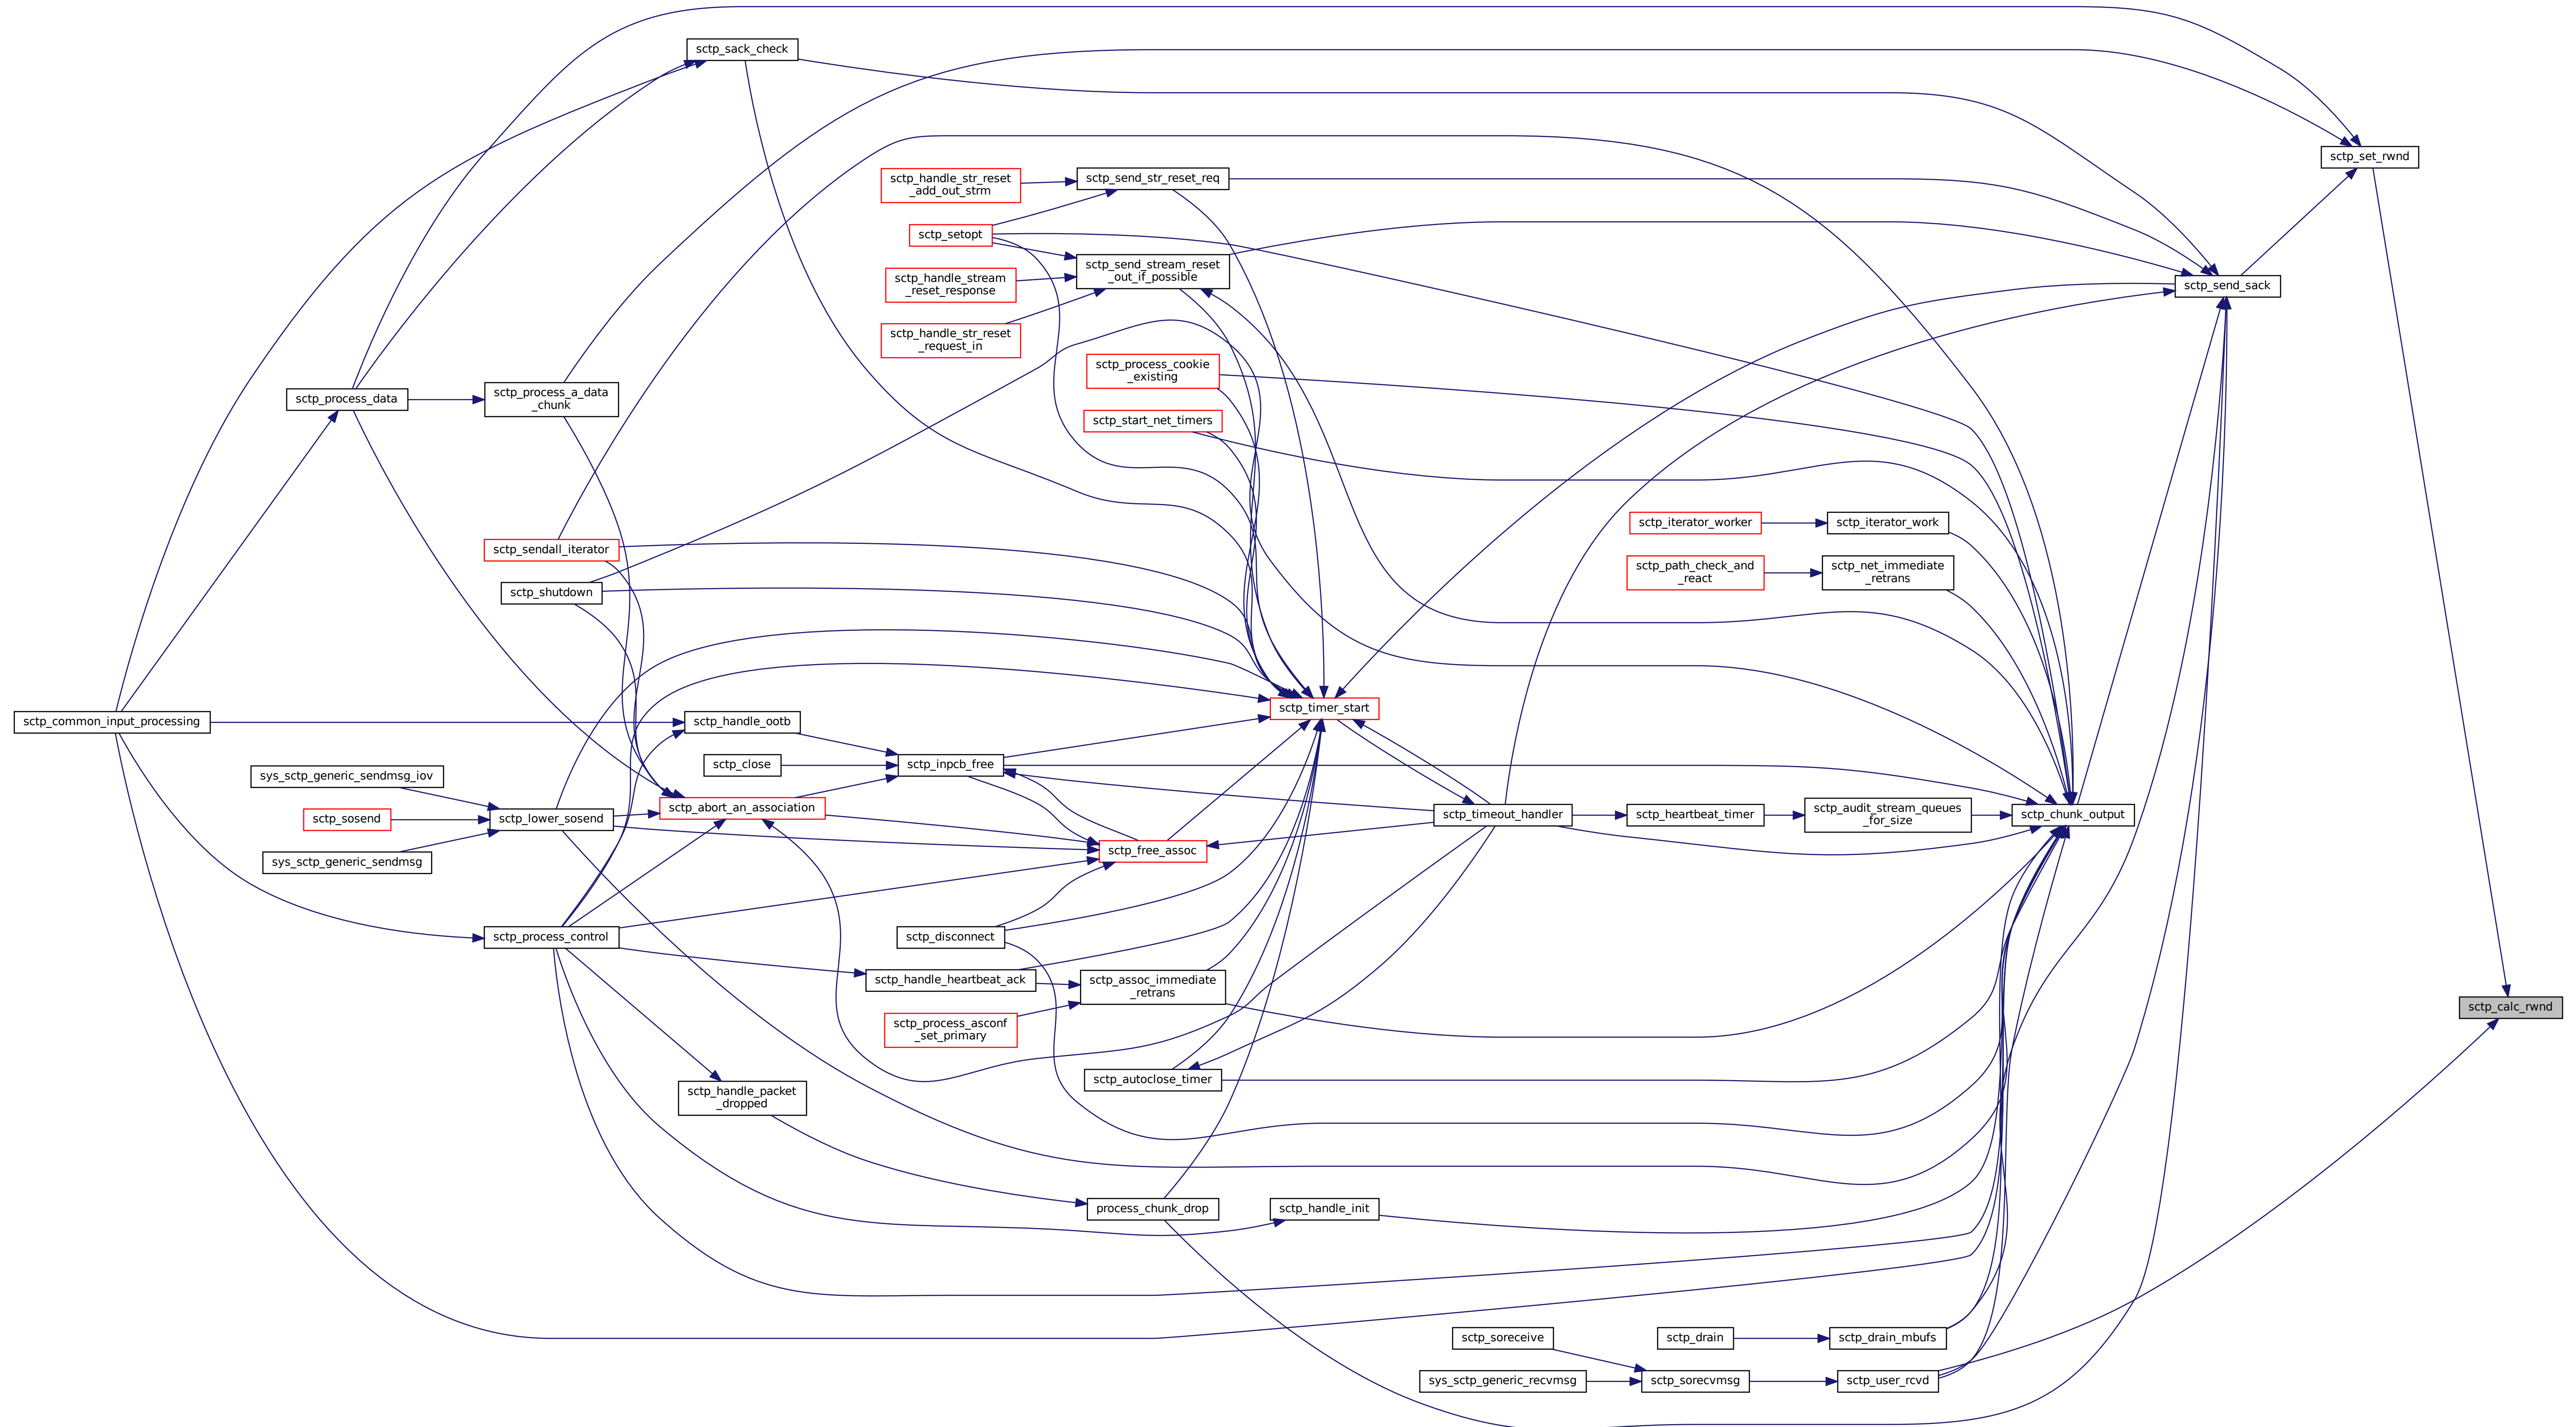 sctp_sack_check
sctp_set_rwnd
sctp_handle_str_reset
_add_out_strm
sctp_send_str_reset_req
sctp_setopt
sctp_send_stream_reset
_out_if_possible
sctp_handle_stream
_reset_response
sctp_send_sack
sctp_handle_str_reset
_request_in
sctp_process_cookie
_existing
sctp_process_data
sctp_process_a_data
_chunk
sctp_start_net_timers
sctp_iterator_worker
sctp_iterator_work
sctp_sendall_iterator
sctp_path_check_and
_react
sctp_net_immediate
_retrans
sctp_shutdown
sctp_timer_start
sctp_common_input_processing
sctp_handle_ootb
sctp_close
sctp_inpcb_free
sys_sctp_generic_sendmsg_iov
sctp_abort_an_association
sctp_sosend
sctp_lower_sosend
sctp_timeout_handler
sctp_heartbeat_timer
sctp_audit_stream_queues
_for_size
sctp_chunk_output
sctp_free_assoc
sys_sctp_generic_sendmsg
sctp_process_control
sctp_disconnect
sctp_handle_heartbeat_ack
sctp_assoc_immediate
_retrans
sctp_calc_rwnd
sctp_process_asconf
_set_primary
sctp_autoclose_timer
sctp_handle_packet
_dropped
process_chunk_drop
sctp_handle_init
sctp_soreceive
sctp_drain
sctp_drain_mbufs
sys_sctp_generic_recvmsg
sctp_sorecvmsg
sctp_user_rcvd